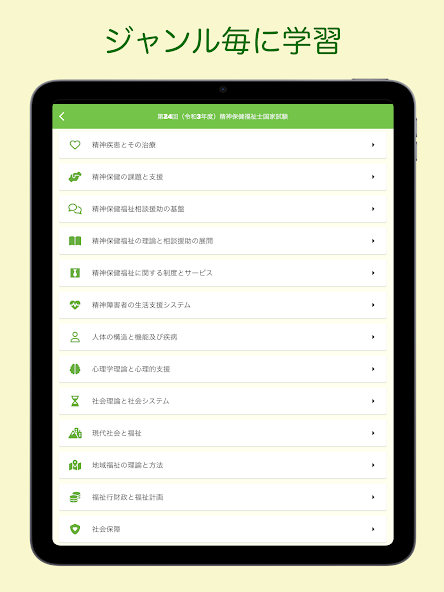 ジャンル毎に学習
第24回（令和3年度）精神保健福祉士国家試験
精神疾患とその治療
精神保健の課題と支援
精神保健福祉相談援助の基盤
精神保健福祉の理論と相談援助の展開
精神保健福祉に関する制度とサービス
精神障害者の生活支援システム
人体の構造と機能及び疾病
心理学理論と心理的支援
社会理論と社会システム
現代社会と福祉
地域福祉の理論と方法
福祉行財政と福祉計画
社会保障